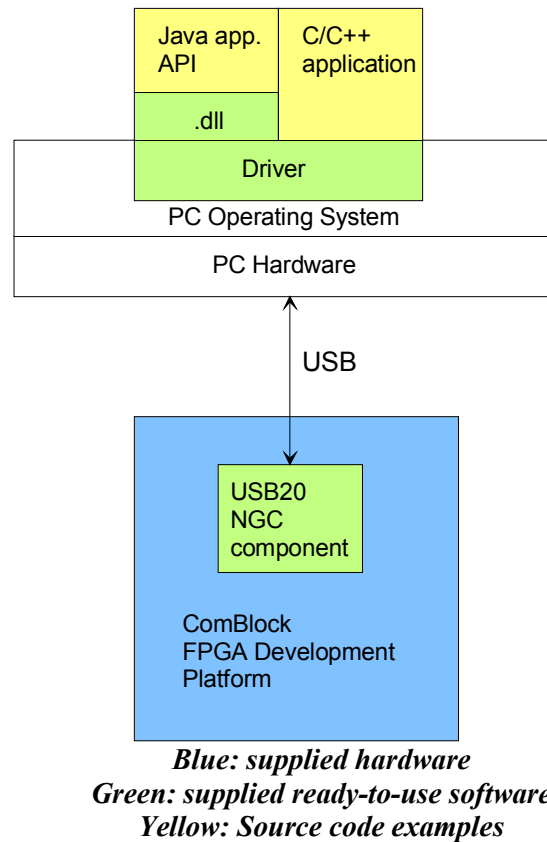 Java app.
API
C/C++
application
.dll
Driver
PC Operating System
PC Hardware
USB
USB20
NGC
component
ComBlock
FPGA Development
Platform
Blue: supplied hardware
Green: supplied ready-to-use software
Yellow: Source code examples